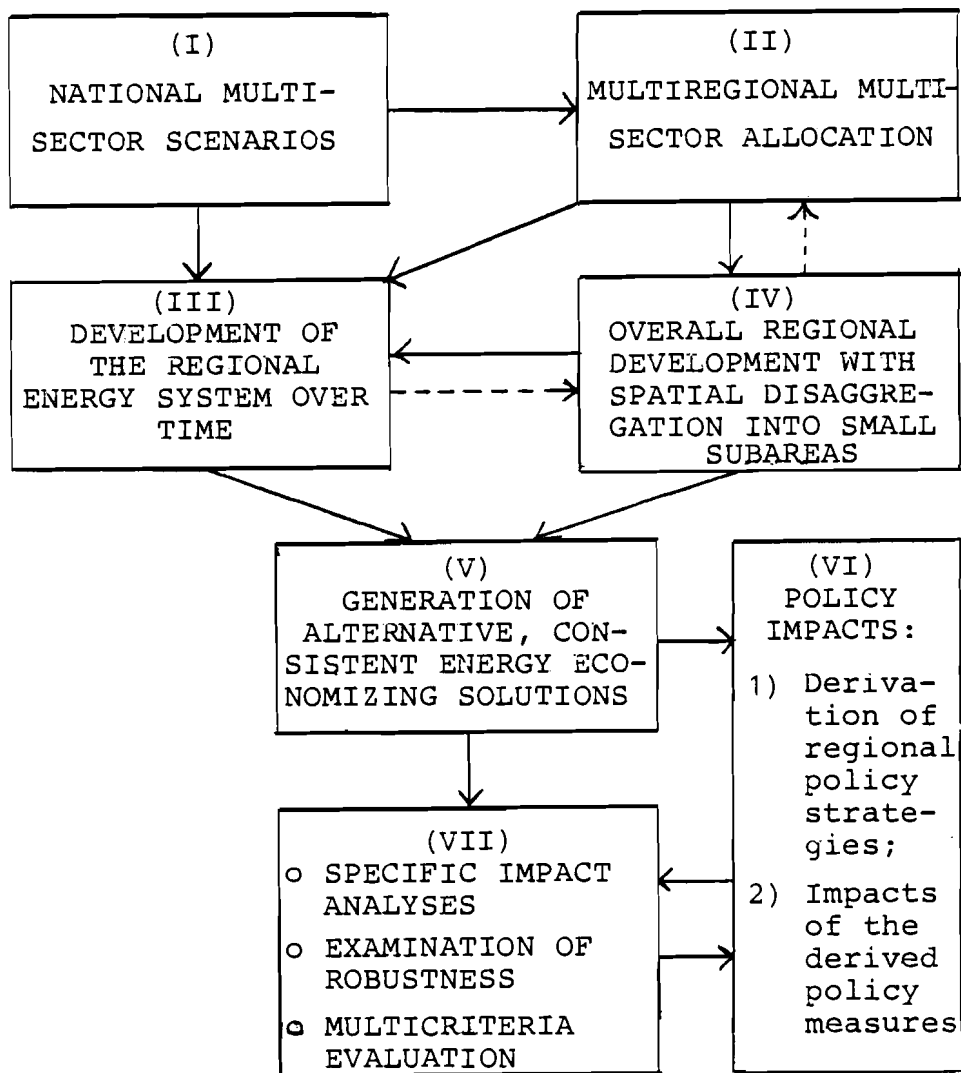 (I)
NATIONAL MULTI-
SECTOR SCENARIOS
(II)
MULTIREGIONAL MULTI-
SECTOR ALLOCATION
(III)
DEVELOPMENT OF
THE REGIONAL
ENERGY SYSTEM OVER
TIME
(IV)
OVERALL REGIONAL
DEVELOPMENT WITH
SPATIAL DISAGGRE-
GATION INTO SMALL
SUBAREAS
(V)
GENERATION OF
ALTERNATIVE, CON-
SISTENT ENERGY ECO-
NOMIZING SOLUTIONS
(VI)
POLICY
IMPACTS:
1) Deriva-
tion of
regional
policy
strate-
gies;
2) Impacts
of the
derived
policy
measures
(VII)
o SPECIFIC IMPACT
ANALYSES
o EXAMINATION OF
ROBUSTNESS
o MULTICRITERIA
EVALUATION